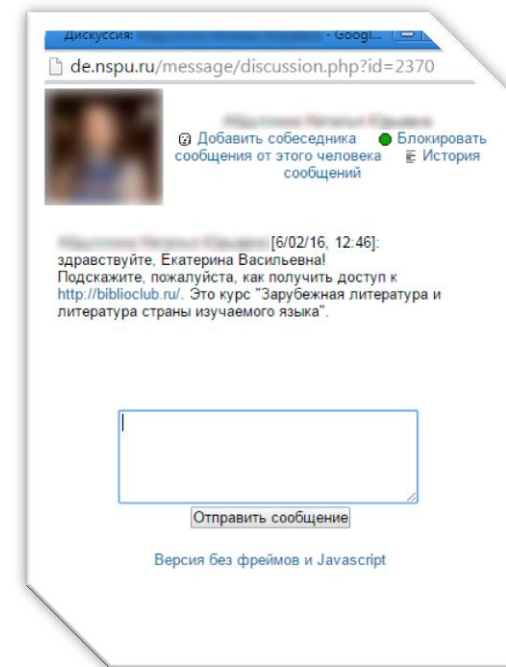 Дискуссия: - Googl...
de.nspu.ru/message/discussion.php?id=2370
Добавить собеседника Блокировать
сообщения от этого человека История
сообщений
[6/02/16, 12:46]:
здравствуйте, Екатерина Васильевна!
Подскажите, пожалуйста, как получить доступ к
http://biblioclub.ru/. Это курс "Зарубежная литература и
литература страны изучаемого языка".
Отправить сообщение
Версия без фреймов и Javascript